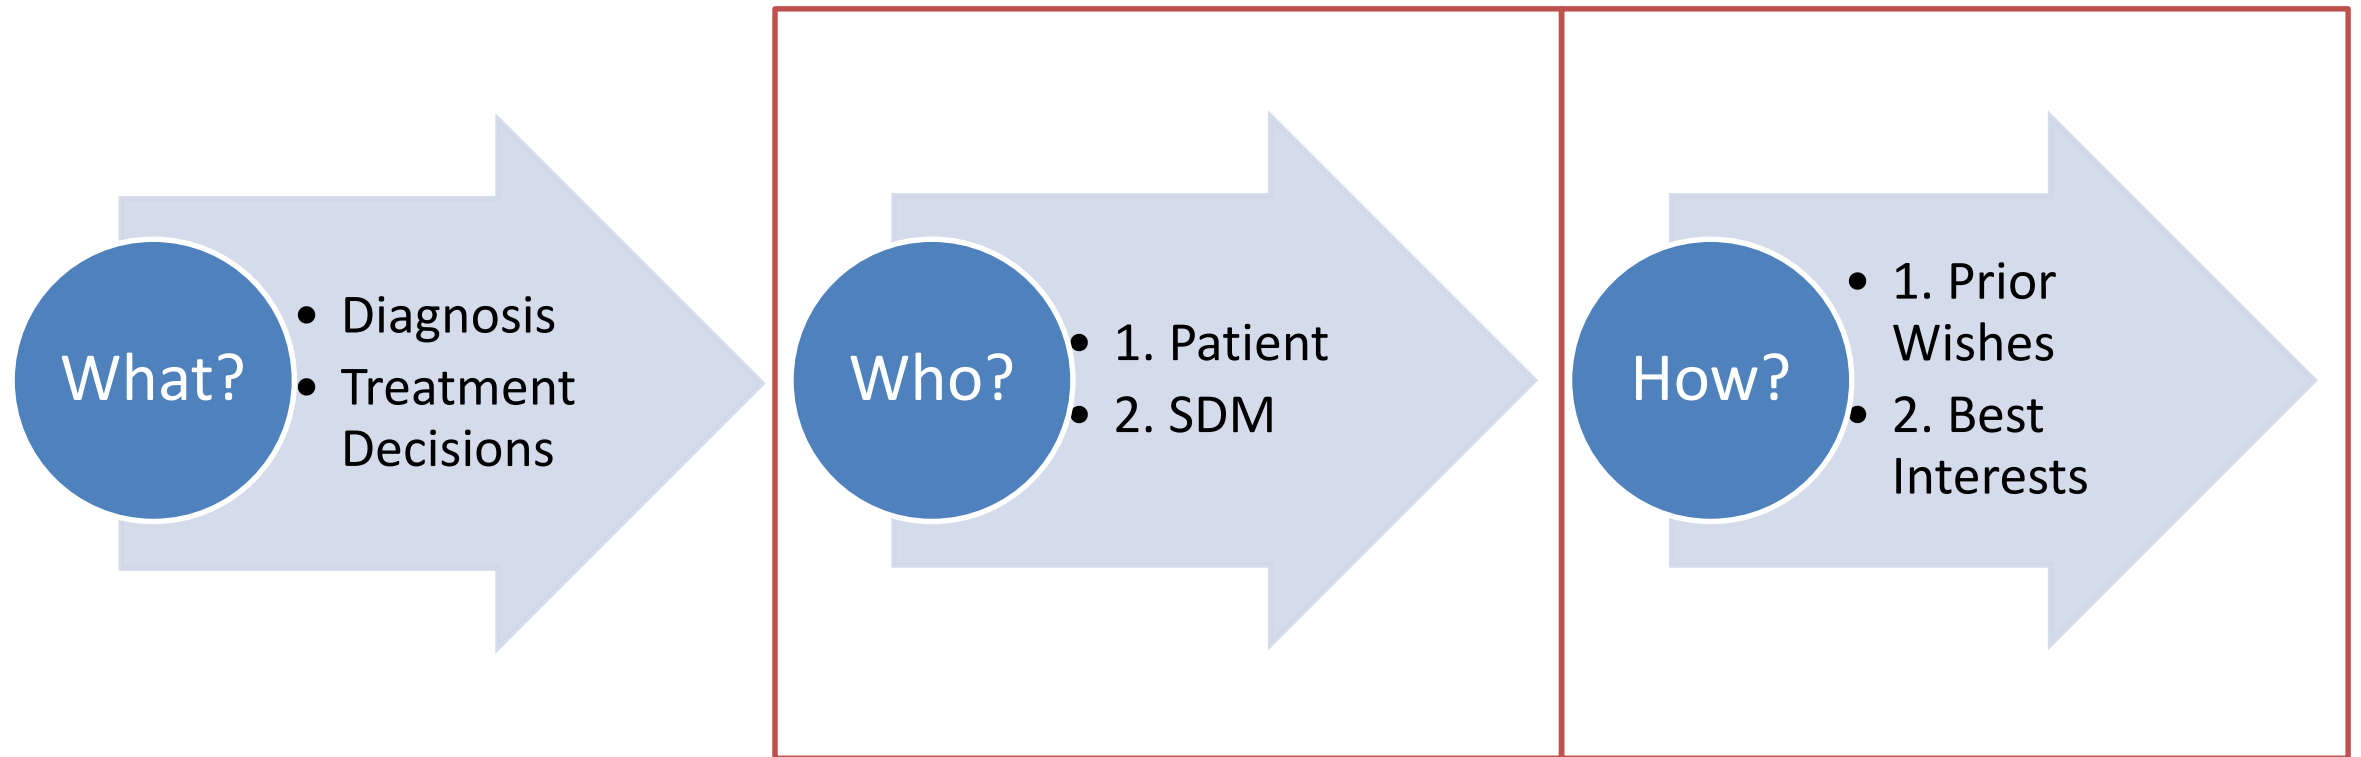 What?
• Diagnosis
• Treatment
Decisions
Who?
• 1. Patient
• 2. SDM
How?
• 1. Prior
Wishes
• 2. Best
Interests